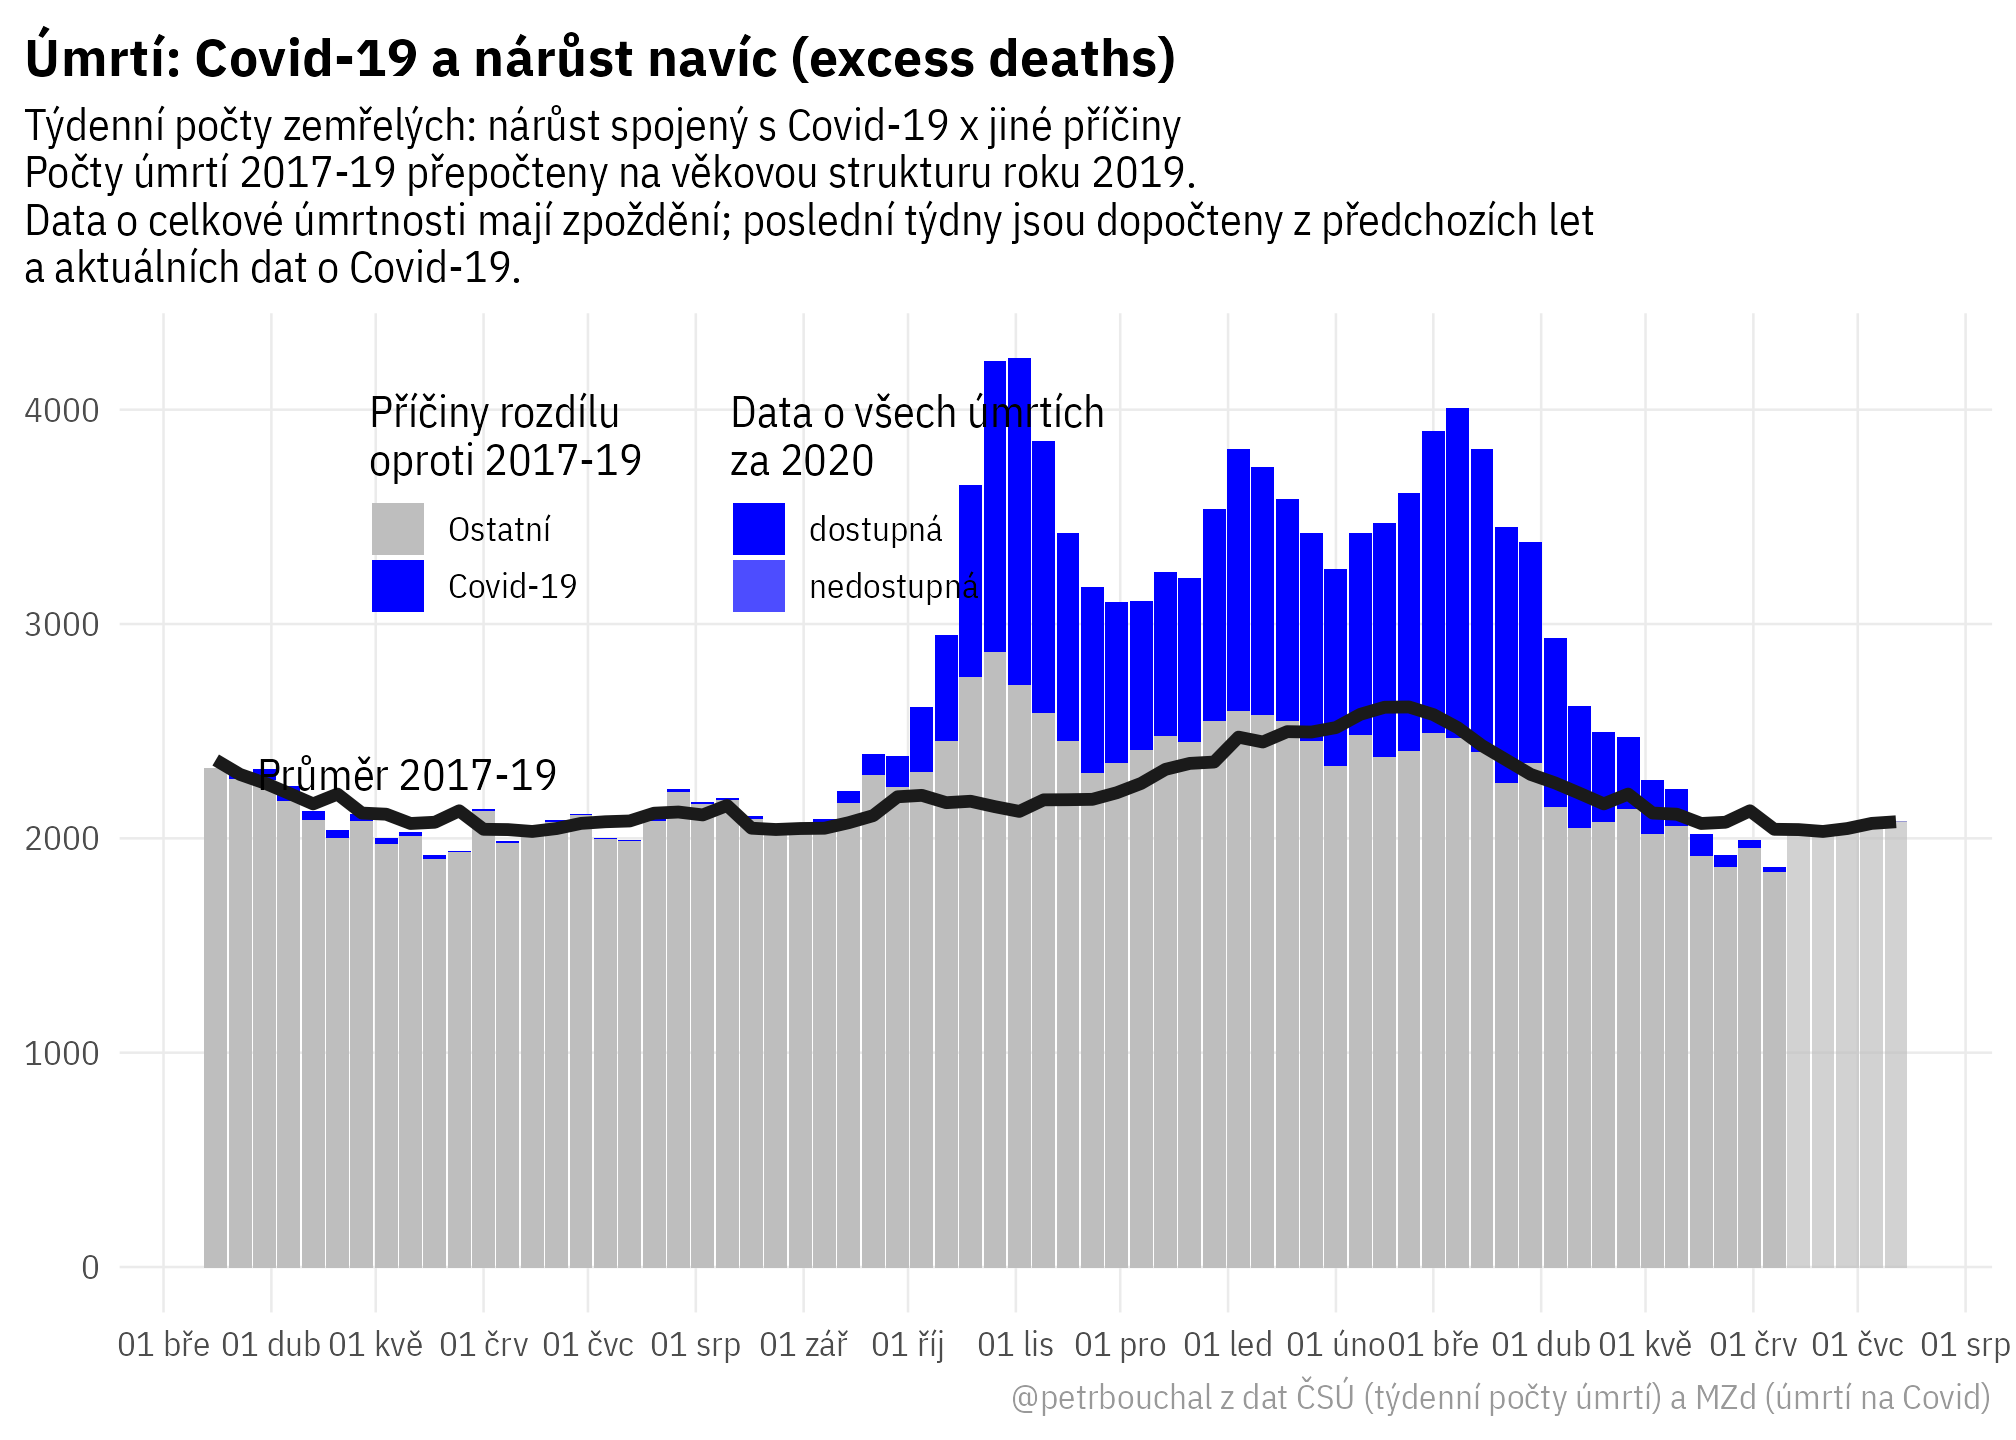 Úmrtí: Covid-19 a nárůst navíc (excess deaths)
Týdenní počty zemřelých: nárůst spojený s Covid-19 x jiné příčiny
Počty úmrtí 2017-19 přepočteny na věkovou strukturu roku 2019.
Data o celkové úmrtnosti mají zpoždění; poslední týdny jsou dopočteny z předchozích let
a aktuálních dat o Covid-19.
4000
3000
2000
1000
0
Příčiny rozdílu
oproti 2017-19
Ostatní
Covid-19
Data o všech úmrtích
za 2020
dostupná
nedostupná
Průměr 2017-19
01 bře 01 dub 01 kvě 01 črv 01 čvc 01 srp 01 zář 01 říj 01 lis 01 pro 01 led 01 úno 01 bře 01 dub 01 kvě 01 črv 01 čvc 01 srp
@petrbouchal z dat ČSÚ (týdenní počty úmrtí) a MZd (úmrtí na Covid)